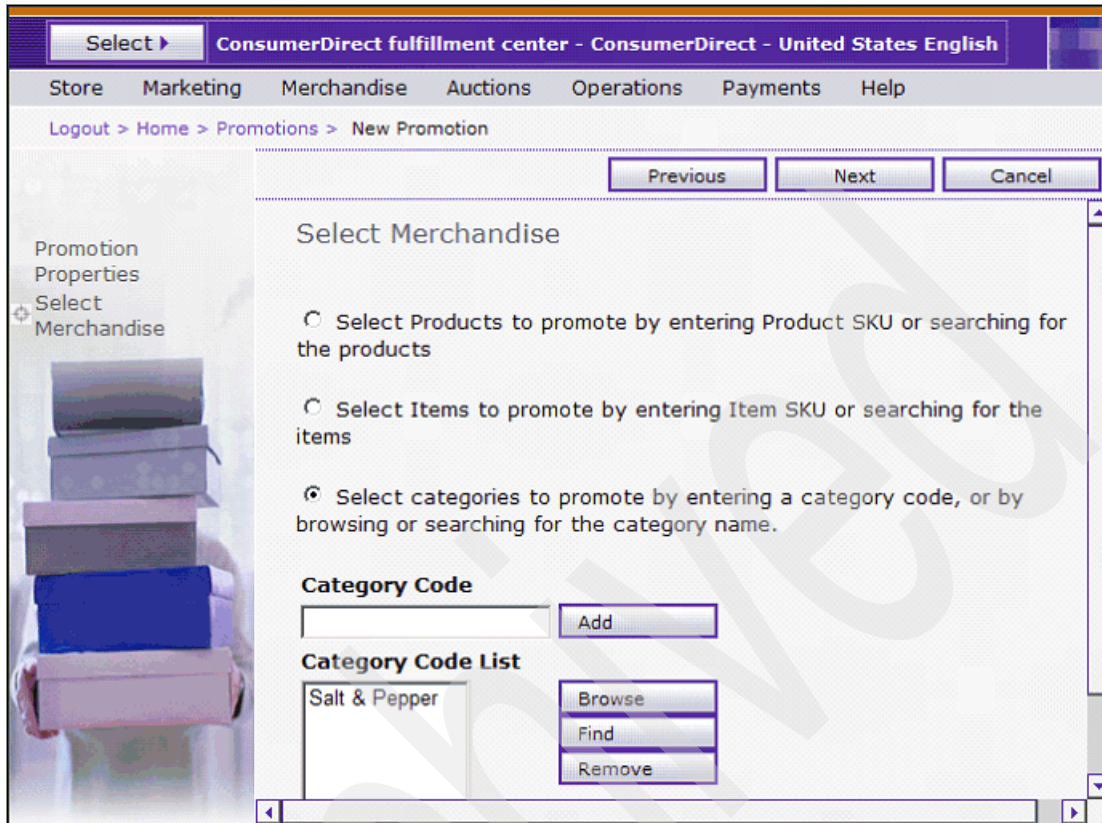 Select
ConsumerDirect fulfillment center - ConsumerDirect - United States English
Store Marketing Merchandise Auctions Operations Payments Help
Logout > Home > Promotions > New Promotion
Previous Next Cancel
Promotion
Properties
Select
Merchandise
Select Merchandise
Select Products to promote by entering Product SKU or searching for
the products
Select Items to promote by entering Item SKU or searching for the
items
Select categories to promote by entering a category code, or by
browsing or searching for the category name.
Category Code
Add
Category Code List
Salt & Pepper
Browse
Find
Remove